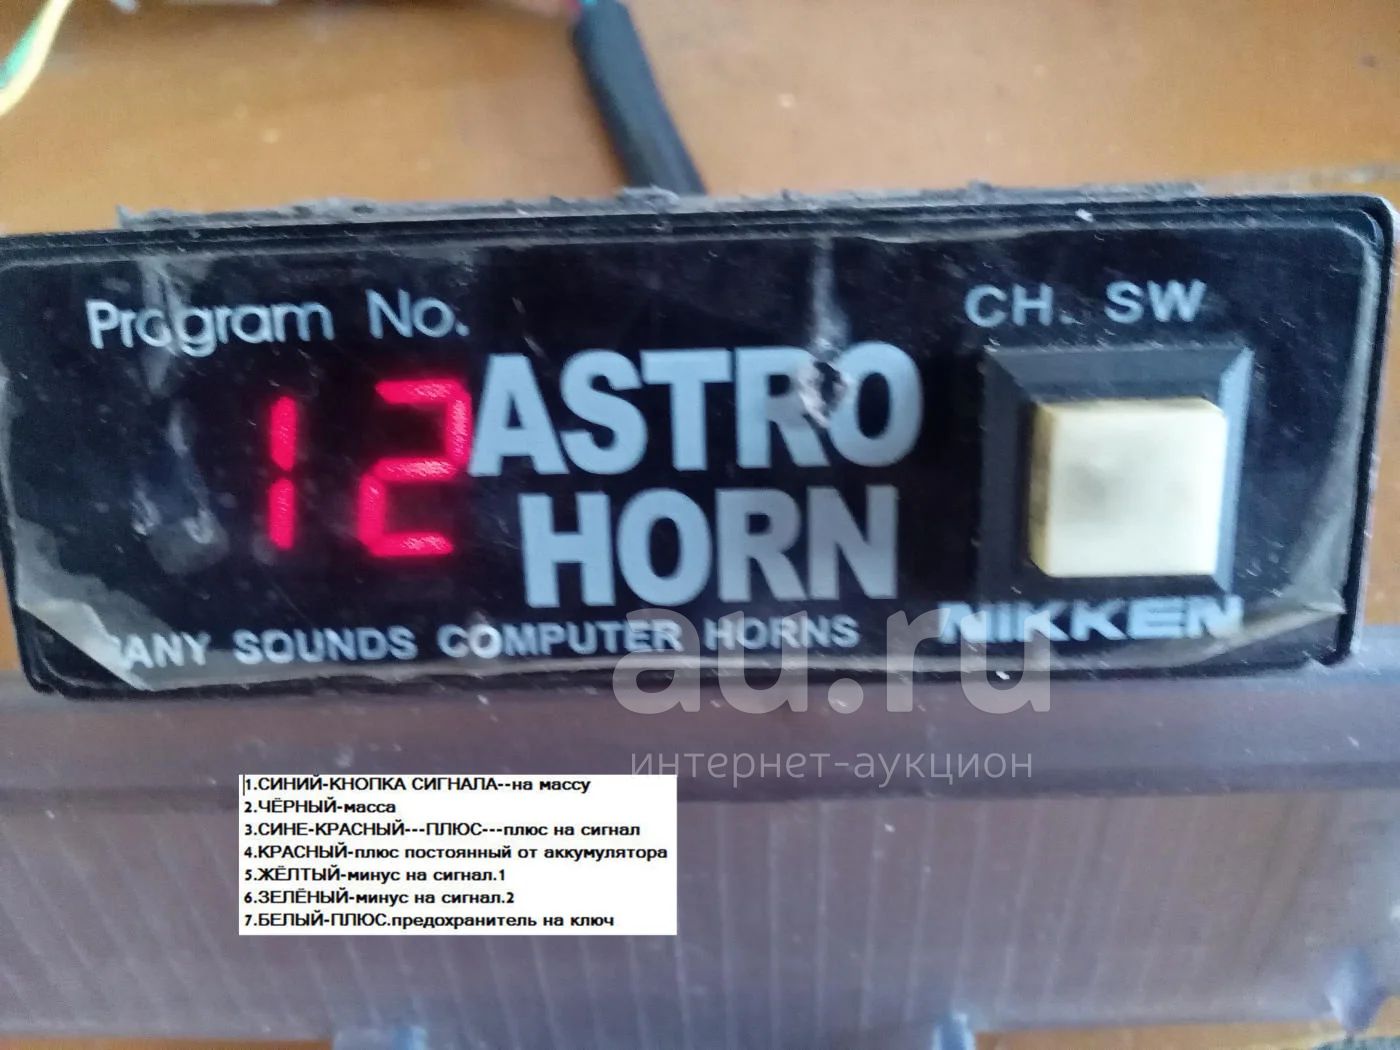 Program No.
CH. SW
12
ASTRO
HORN
NIKKEN
ANY SOUNDS COMPUTER HORNS
au.ru
интернет-аукцион
1.СИНИЙ-КНОПКА СИГНАЛА--на массу
2.ЧЁРНЫЙ-масса
3.СИНЕ-КРАСНЫЙ---ПЛЮС---плюс на сигнал
4.КРАСНЫЙ-плюс постоянный от аккумулятора
5.ЖЁЛТЫЙ-минус на сигнал.1
6.ЗЕЛЁНЫЙ-минус на сигнал.2
7.БЕЛЫЙ-ПЛЮС.предохранитель на ключ